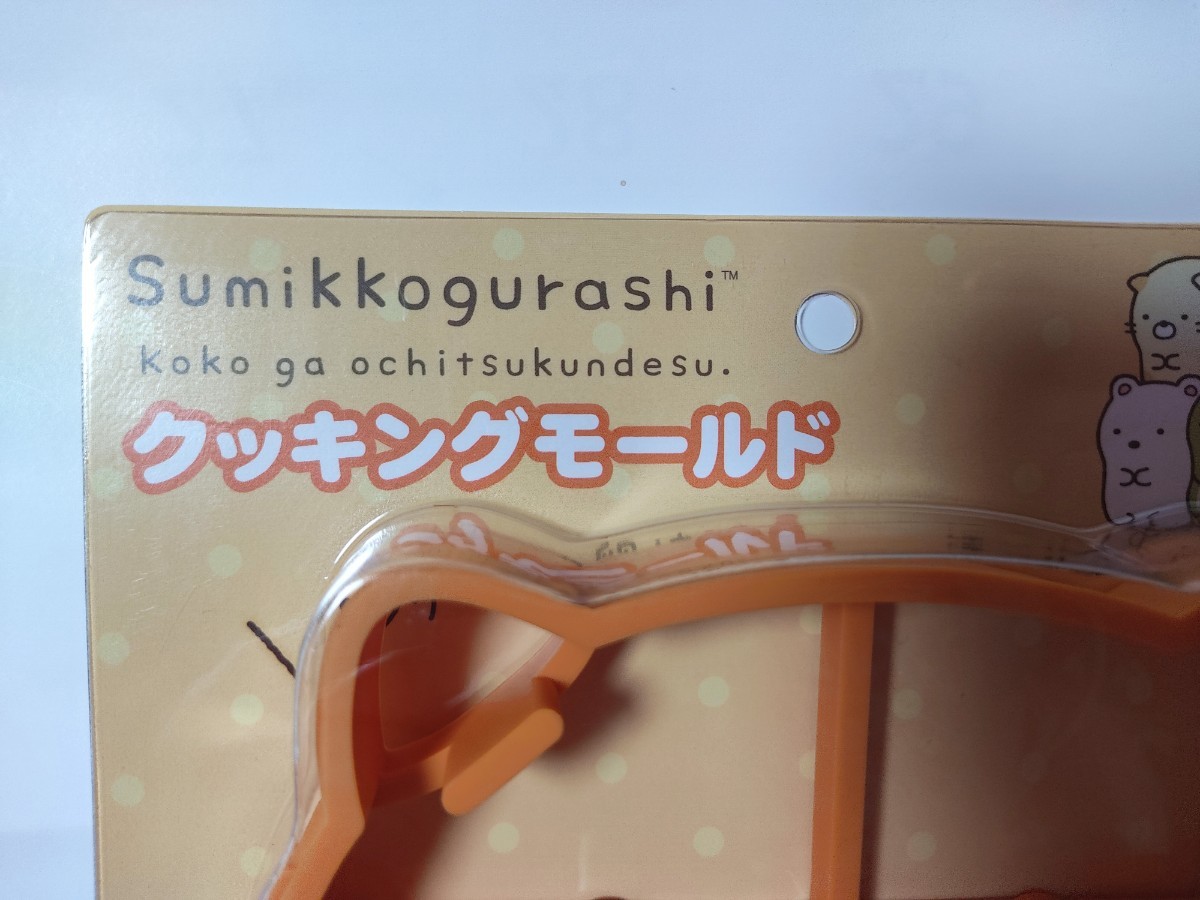 Sumikkogurashi™
koko ga ochitsukundesu.
クッキングモールド